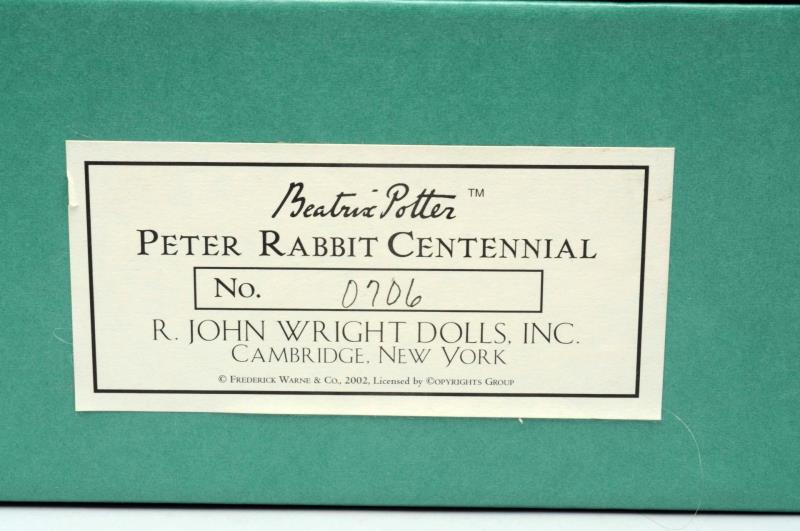 Beatrix Potter™
PETER RABBIT CENTENNIAL
No. 0706
R. JOHN WRIGHT DOLLS, INC.
CAMBRIDGE, NEW YORK
© FREDERICK WARNE & CO., 2002, Licensed by ©OPYRIGHTS GROUP